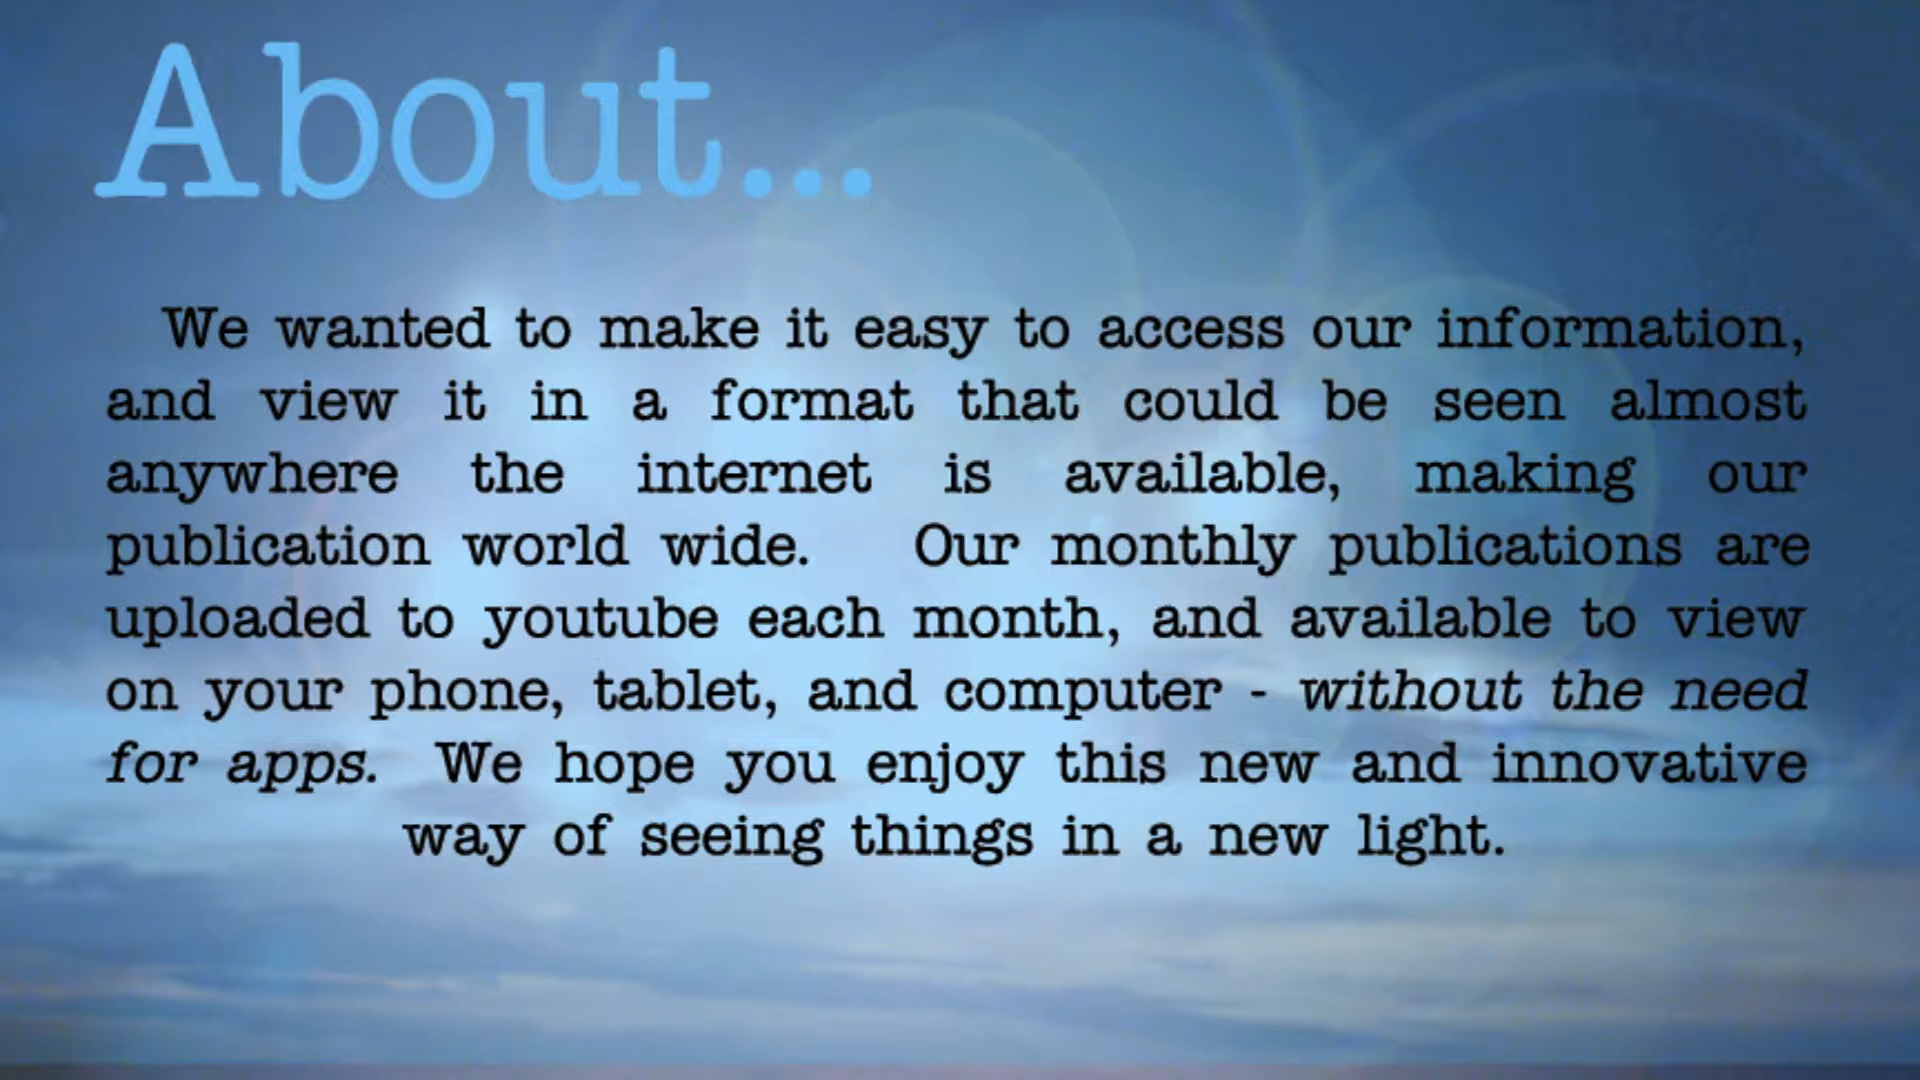 About...
We wanted to make it easy to access our information,
and view it in a format that could be seen almost
anywhere the internet is available, making our
publication world wide. Our monthly publications are
uploaded to youtube each month, and available to view
on your phone, tablet, and computer - without the need
for apps. We hope you enjoy this new and innovative
way of seeing things in a new light.